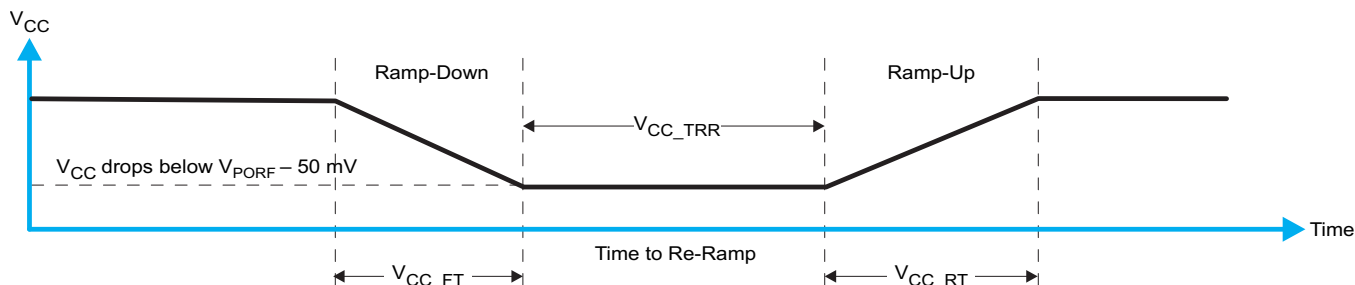 VCC
Ramp-Down
Ramp-Up
VCC_TRR
VCC drops below VPORF – 50 mV
Time
Time to Re-Ramp
VCC_FT
VCC_RT